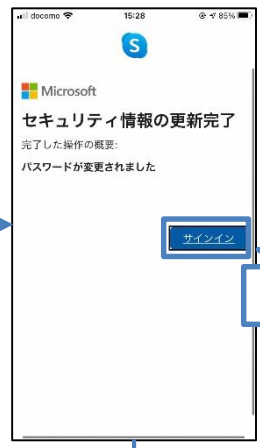 docomo 15:28 85%
S
Microsoft
セキュリティ情報の更新完了
完了した操作の概要:
パスワードが変更されました
サインイン